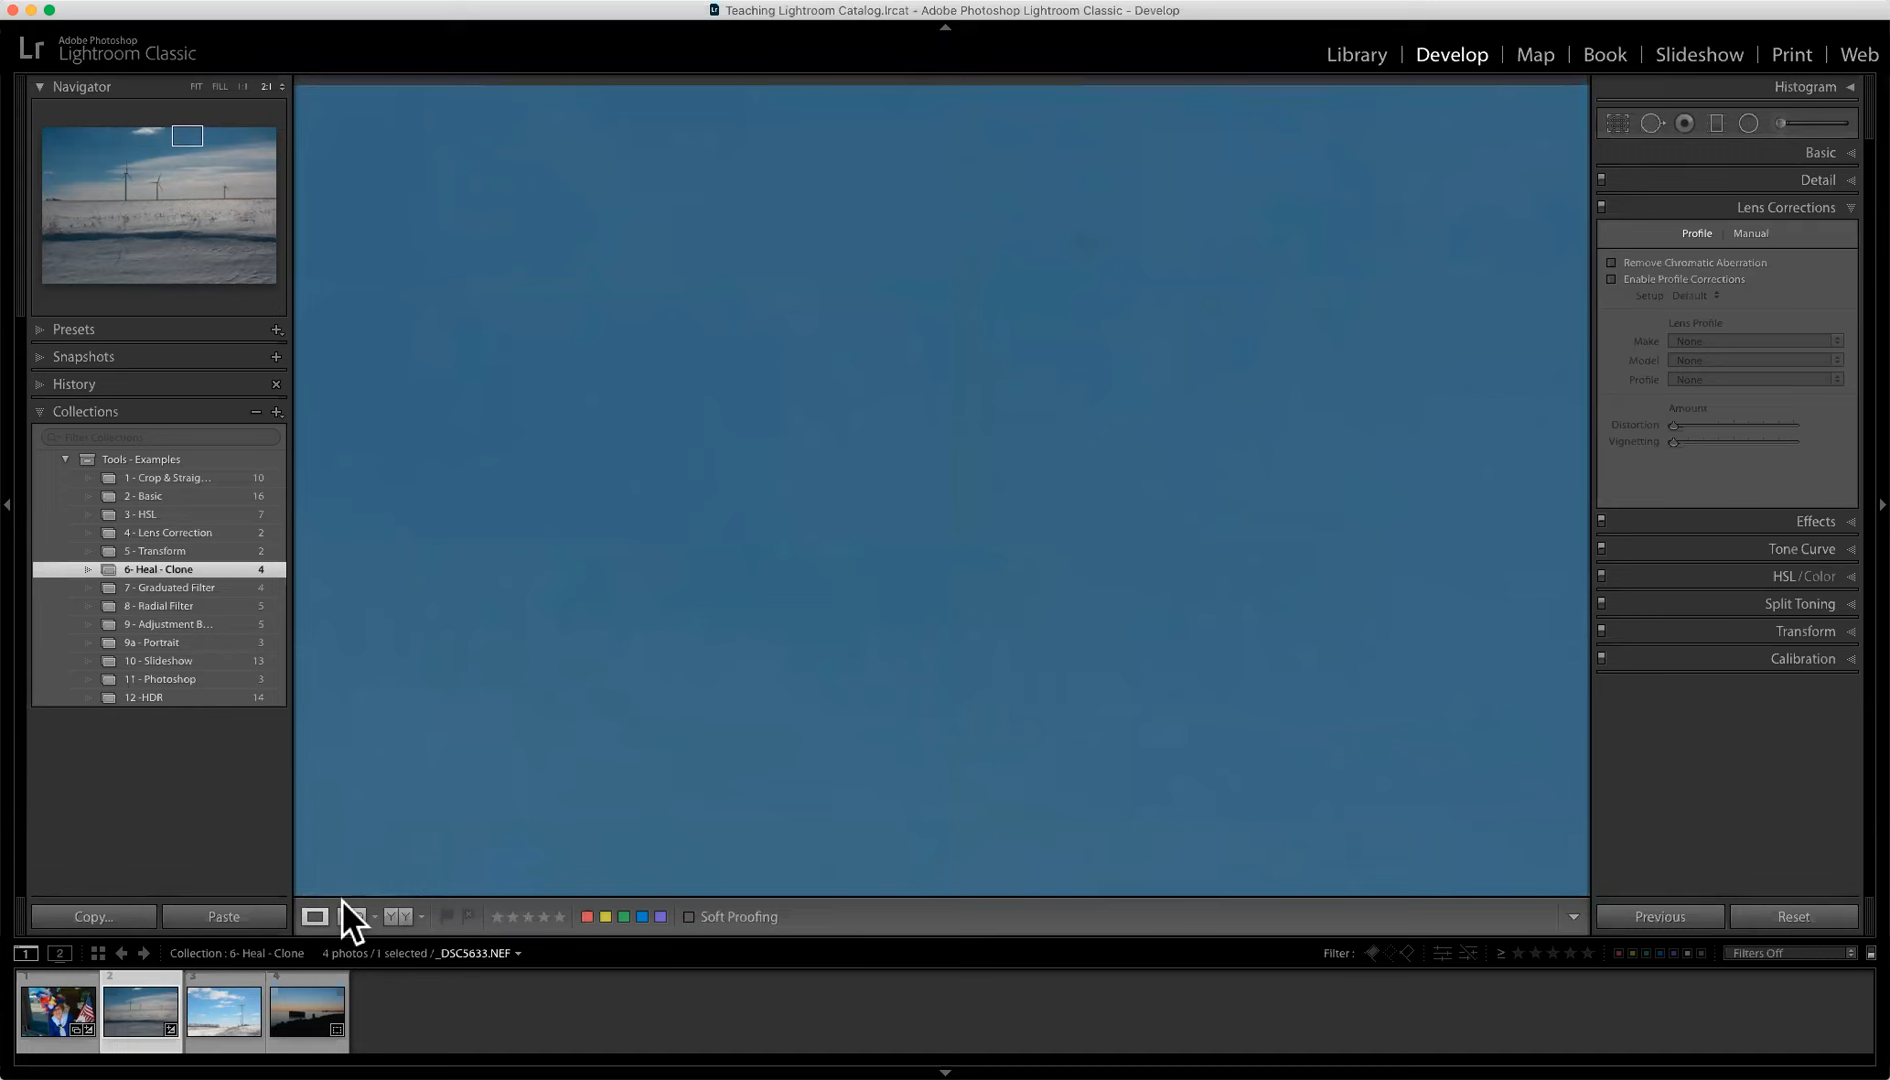 Teaching Lightroom Catalog.lrcat - Adobe Photoshop Lightroom Classic - Develop
Lr
Adobe Photoshop
Lightroom Classic
Library | Develop | Map | Book | Slideshow | Print | Web
Navigator
FIT FILL 1:1 2:1
Presets
Snapshots
History
Collections
Filter Collections
Tools - Examples
1 - Crop & Straig... 10
2 - Basic 16
3 - HSL 7
4 - Lens Correction 2
5 - Transform 2
6- Heal - Clone 4
7 - Graduated Filter 4
8 - Radial Filter 5
9 - Adjustment B... 5
9a - Portrait 3
10 - Slideshow 13
11 - Photoshop 3
12 -HDR 14
Copy... Paste
Histogram
Basic
Detail
Lens Corrections
Profile | Manual
Remove Chromatic Aberration
Enable Profile Corrections
Setup Default
Lens Profile
Make None
Model None
Profile None
Amount
Distortion
Vignetting
Effects
Tone Curve
HSL / Color
Split Toning
Transform
Calibration
Y Y Soft Proofing
Previous Reset
1 2 Collection : 6- Heal - Clone 4 photos / 1 selected / _DSC5633.NEF
Filter : ≥ Filters Off
1 2 3 4